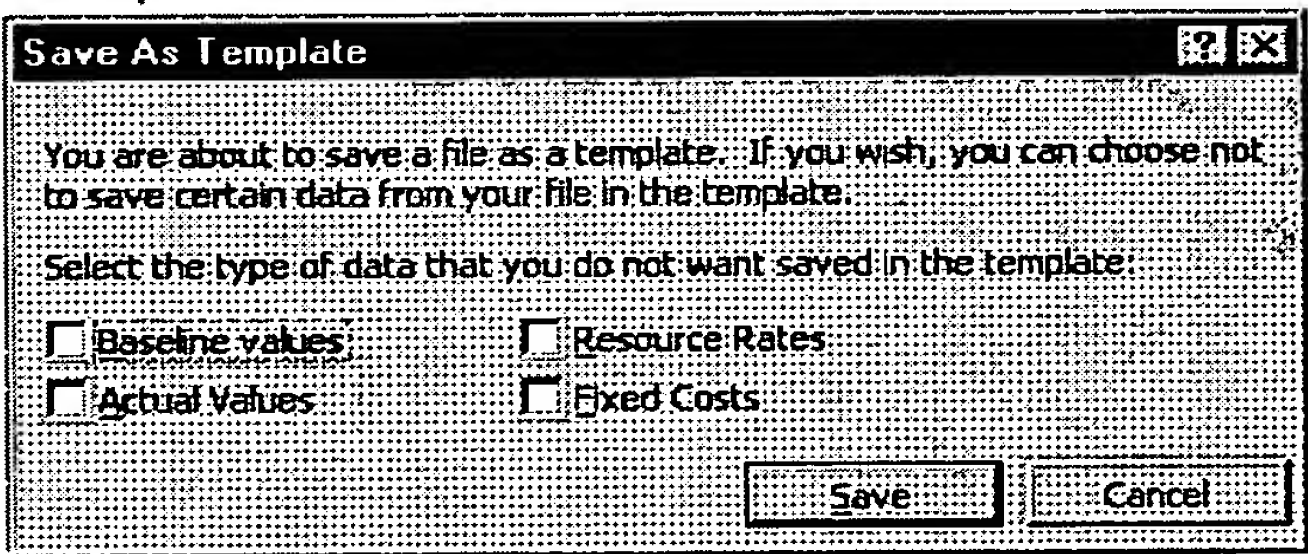 Save As Template
You are about to save a file as a template. If you wish, you can choose not
to save certain data from your file in the template.
Select the type of data that you do not want saved in the template:
Baseline values
Resource Rates
Actual Values
Fixed Costs
Save
Cancel